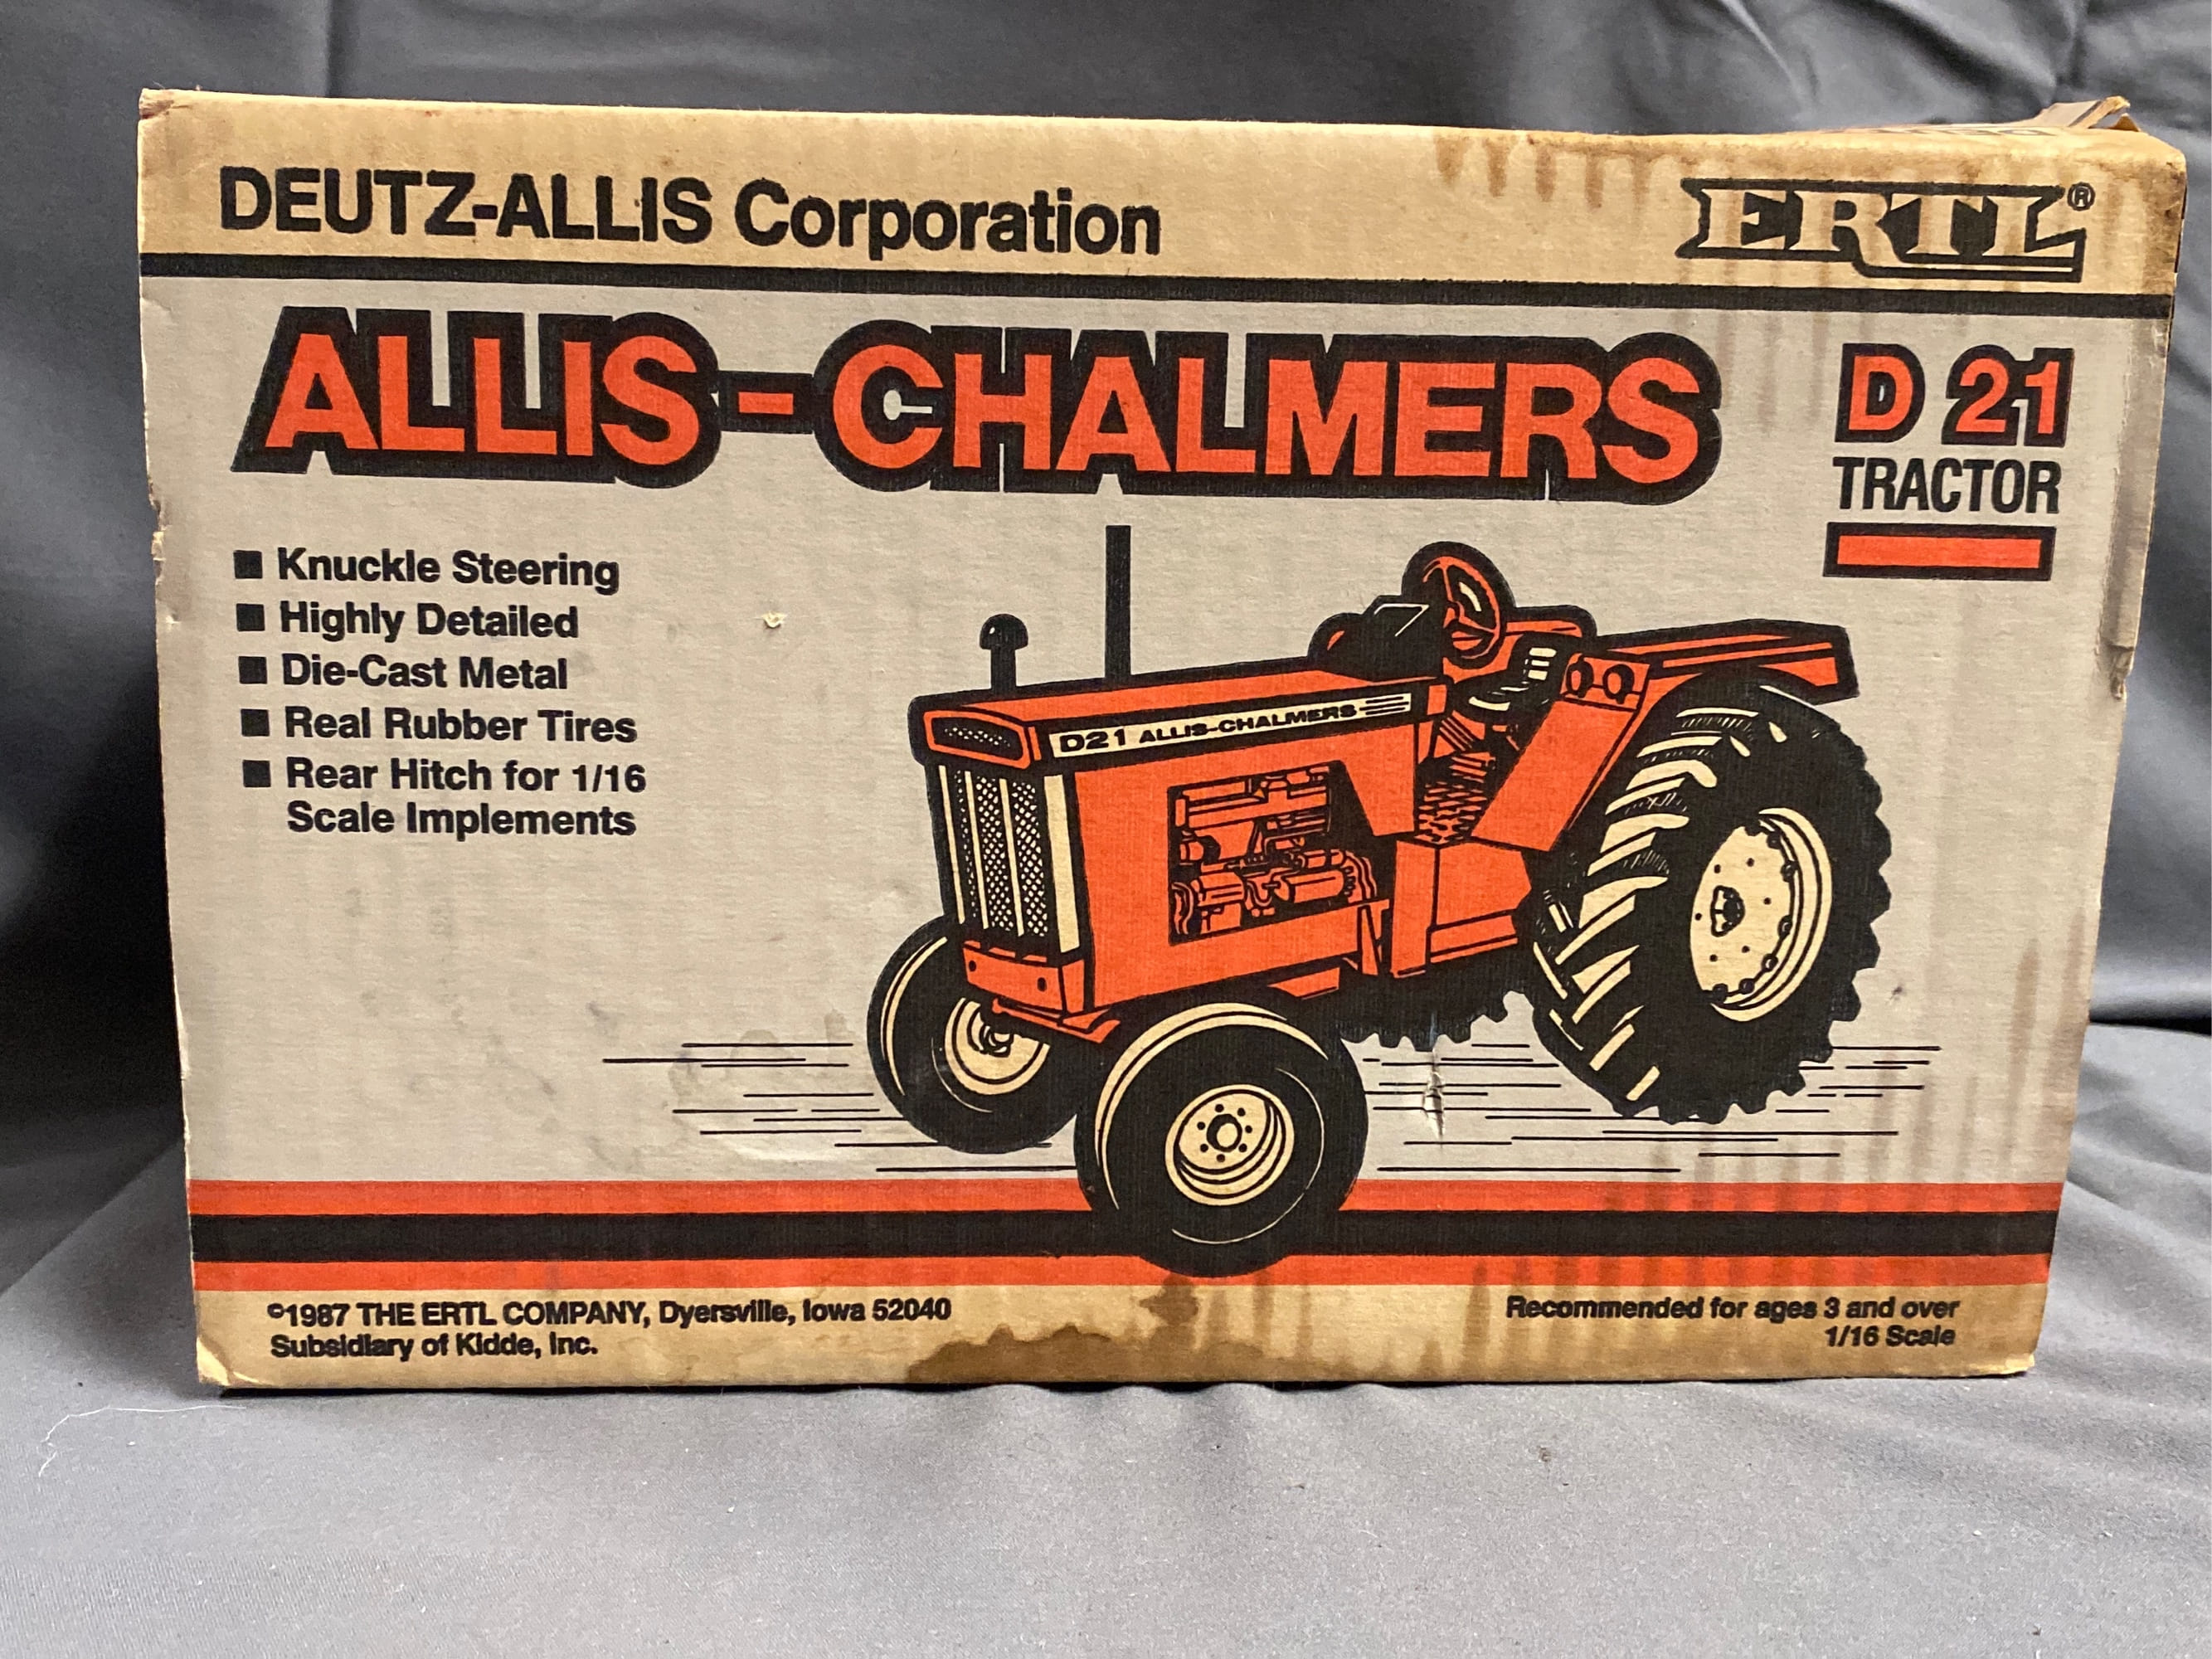 DEUTZ-ALLIS Corporation
ERTL®
ALLIS-CHALMERS
D 21
TRACTOR
■ Knuckle Steering
■ Highly Detailed
■ Die-Cast Metal
■ Real Rubber Tires
■ Rear Hitch for 1/16
Scale Implements
D21 ALLIS-CHALMERS
©1987 THE ERTL COMPANY, Dyersville, Iowa 52040
Subsidiary of Kidde, Inc.
Recommended for ages 3 and over
1/16 Scale